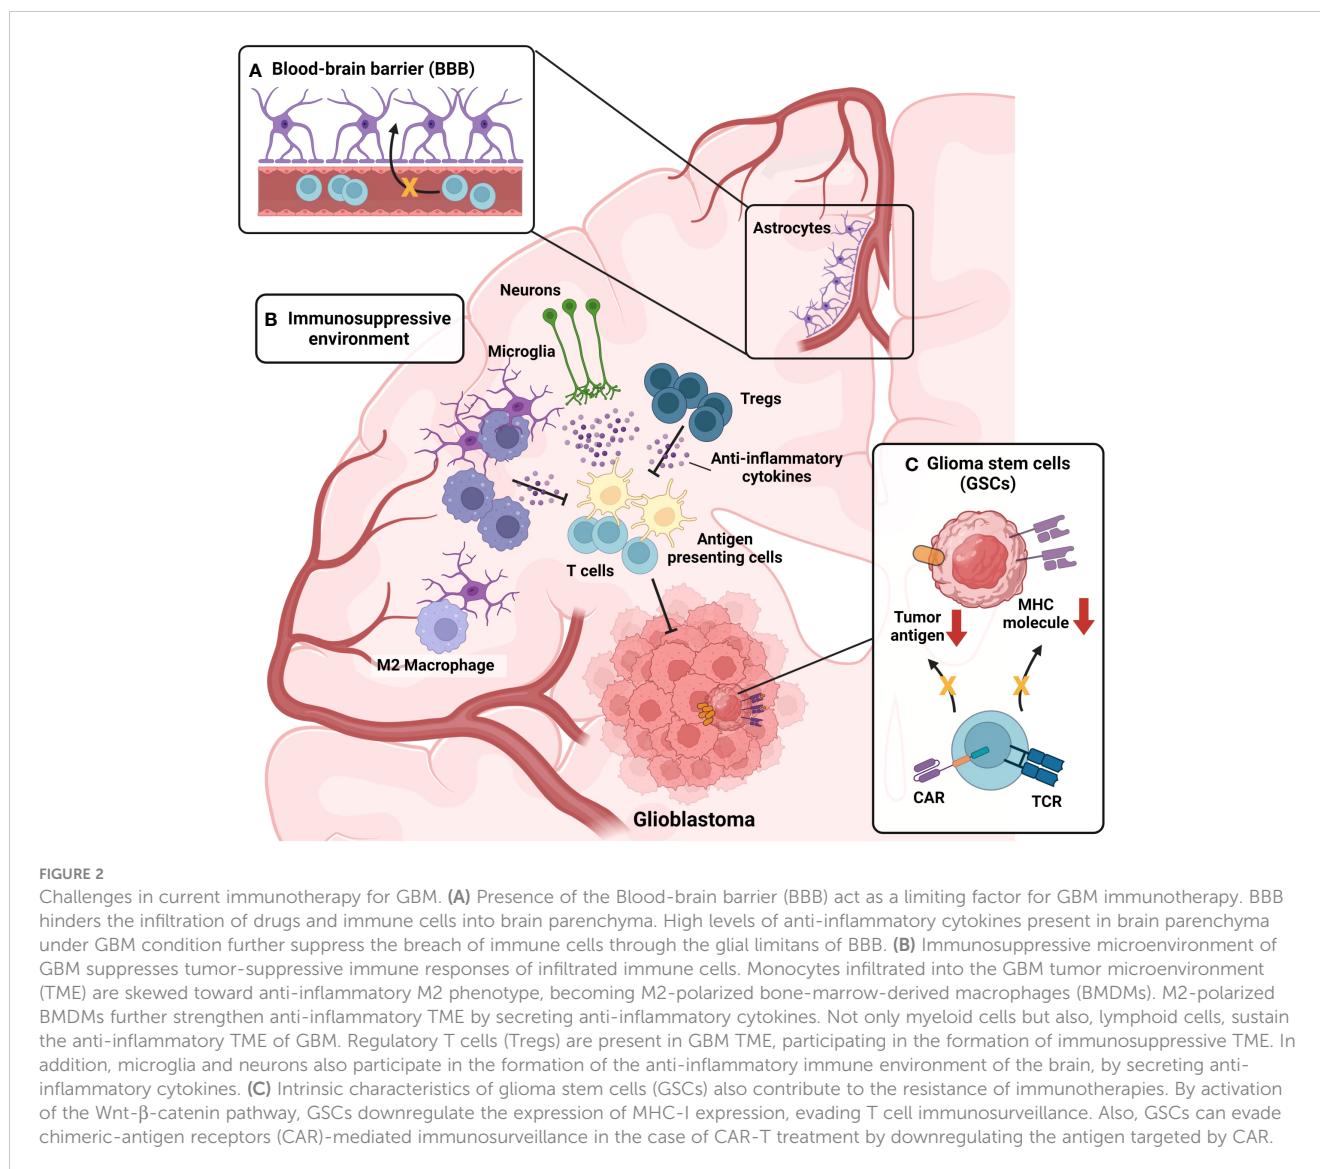 A Blood-brain barrier (BBB)
X
Astrocytes
B Immunosuppressive
environment
Neurons
Microglia
Tregs
Anti-inflammatory
cytokines
Antigen
presenting cells
T cells
M2 Macrophage
Glioblastoma
C Glioma stem cells
(GSCs)
Tumor
antigen
MHC
molecule
X
X
CAR
TCR
FIGURE 2
Challenges in current immunotherapy for GBM. (A) Presence of the Blood-brain barrier (BBB) act as a limiting factor for GBM immunotherapy. BBB
hinders the infiltration of drugs and immune cells into brain parenchyma. High levels of anti-inflammatory cytokines present in brain parenchyma
under GBM condition further suppress the breach of immune cells through the glial limitans of BBB. (B) Immunosuppressive microenvironment of
GBM suppresses tumor-suppressive immune responses of infiltrated immune cells. Monocytes infiltrated into the GBM tumor microenvironment
(TME) are skewed toward anti-inflammatory M2 phenotype, becoming M2-polarized bone-marrow-derived macrophages (BMDMs). M2-polarized
BMDMs further strengthen anti-inflammatory TME by secreting anti-inflammatory cytokines. Not only myeloid cells but also, lymphoid cells, sustain
the anti-inflammatory TME of GBM. Regulatory T cells (Tregs) are present in GBM TME, participating in the formation of immunosuppressive TME. In
addition, microglia and neurons also participate in the formation of the anti-inflammatory immune environment of the brain, by secreting anti-
inflammatory cytokines. (C) Intrinsic characteristics of glioma stem cells (GSCs) also contribute to the resistance of immunotherapies. By activation
of the Wnt-β-catenin pathway, GSCs downregulate the expression of MHC-I expression, evading T cell immunosurveillance. Also, GSCs can evade
chimeric-antigen receptors (CAR)-mediated immunosurveillance in the case of CAR-T treatment by downregulating the antigen targeted by CAR.